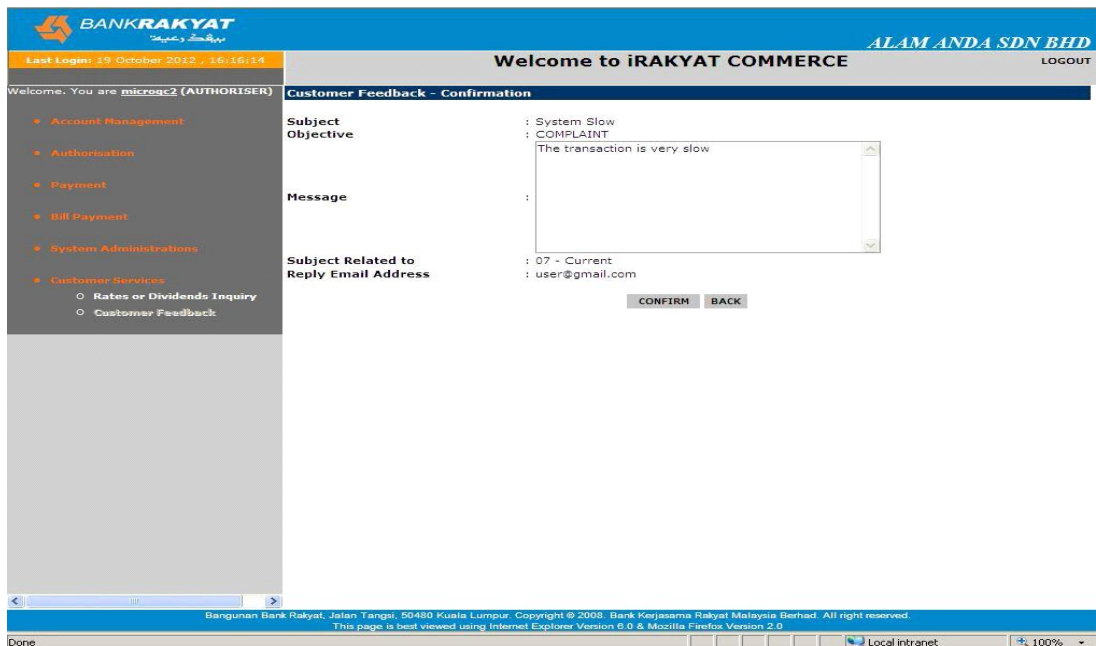 BANKRAKYAT
بيڠكـ رعية
ALAM ANDA SDN BHD
Last Login: 19 October 2012 , 16:16:14
Welcome to iRAKYAT COMMERCE
LOGOUT
Welcome. You are microqc2 (AUTHORISER)
Customer Feedback - Confirmation
Account Management
Authorisation
Payment
Bill Payment
System Administrations
Customer Services
Rates or Dividends Inquiry
Customer Feedback
Subject : System Slow
Objective : COMPLAINT
Message : The transaction is very slow
Subject Related to : 07 - Current
Reply Email Address : user@gmail.com
CONFIRM BACK
Bangunan Bank Rakyat, Jalan Tangsi, 50480 Kuala Lumpur. Copyright © 2008. Bank Kerjasama Rakyat Malaysia Berhad. All right reserved.
This page is best viewed using Internet Explorer Version 6.0 & Mozilla Firefox Version 2.0
Done
Local intranet
100%